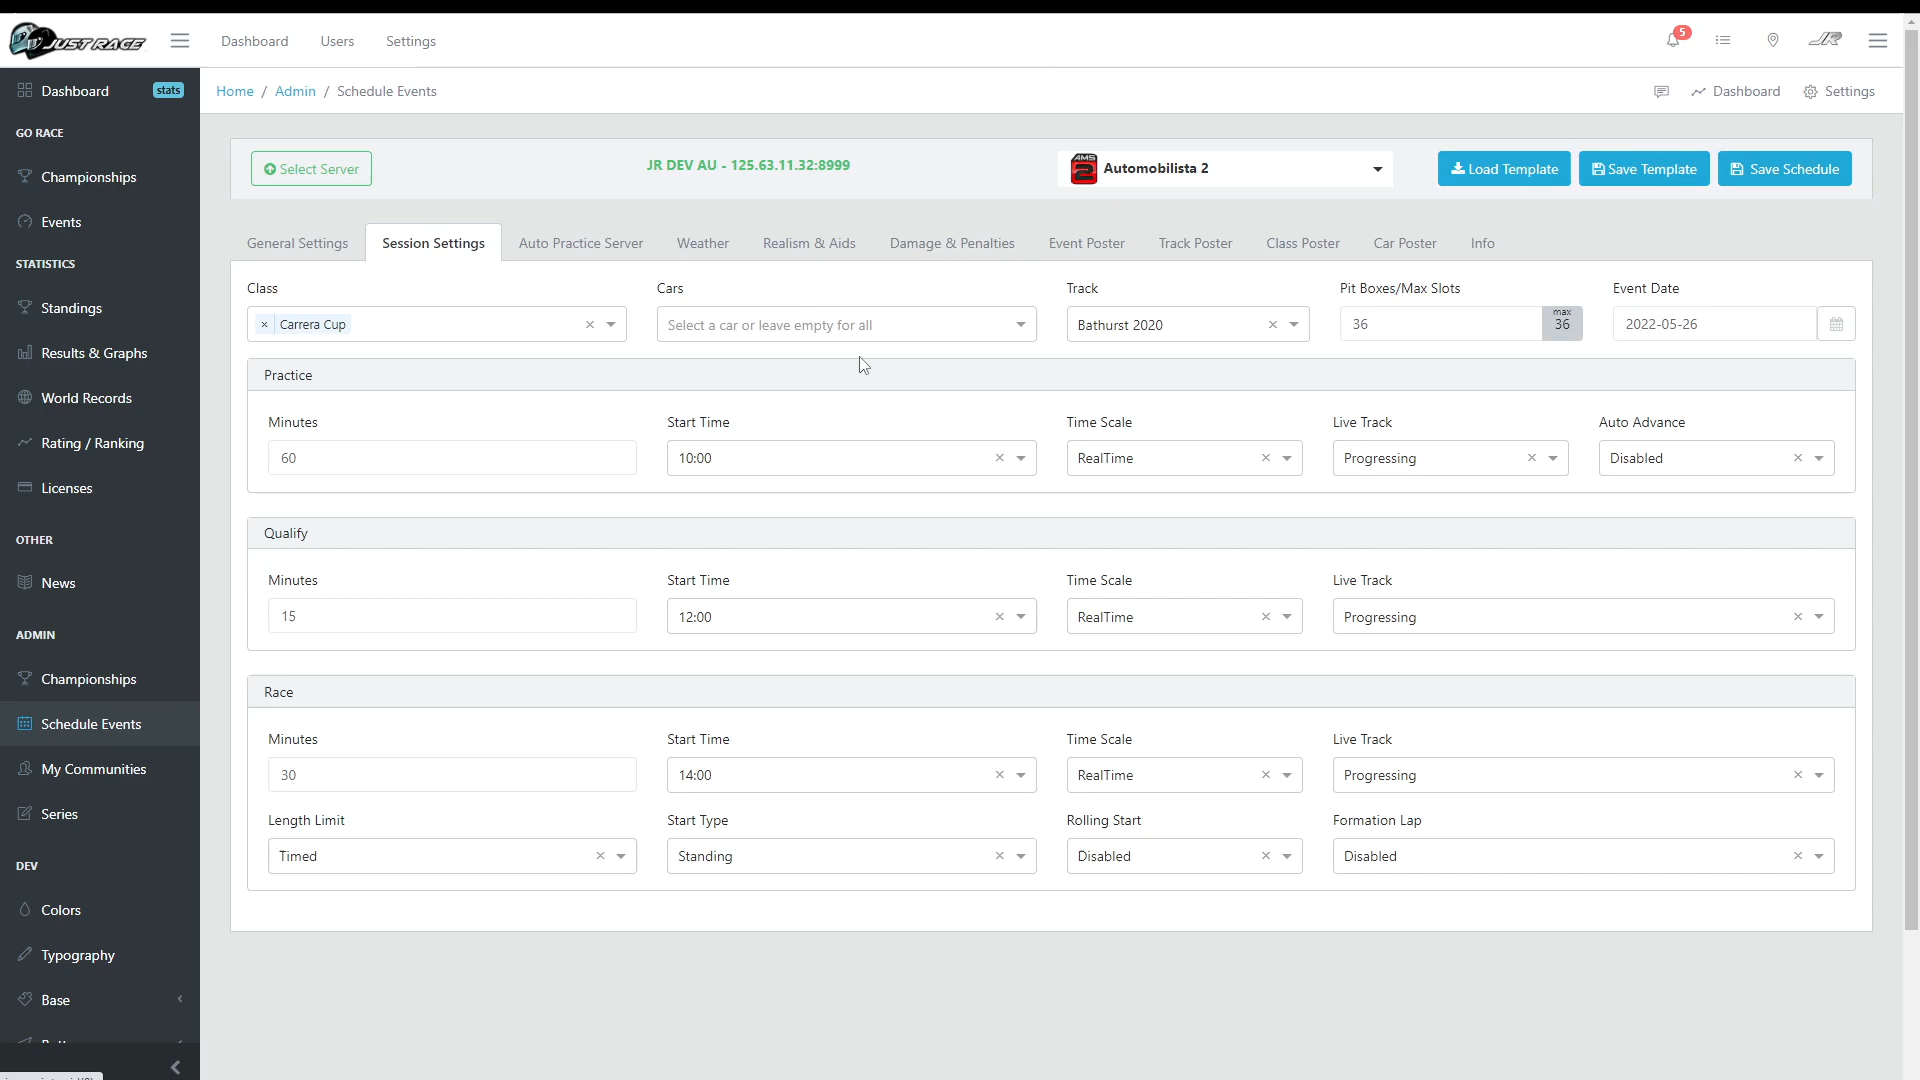 JUST RACE
Dashboard
Users
Settings
5
JR
Dashboard
stats
Home / Admin / Schedule Events
Dashboard
Settings
GO RACE
Championships
Events
STATISTICS
Standings
Results & Graphs
World Records
Rating / Ranking
Licenses
OTHER
News
ADMIN
Championships
Schedule Events
My Communities
Series
DEV
Colors
Typography
Base
Select Server
JR DEV AU - 125.63.11.32:8999
AMS
2
Automobilista 2
Load Template
Save Template
Save Schedule
General Settings
Session Settings
Auto Practice Server
Weather
Realism & Aids
Damage & Penalties
Event Poster
Track Poster
Class Poster
Car Poster
Info
Class
Cars
Track
Pit Boxes/Max Slots
Event Date
× Carrera Cup
Select a car or leave empty for all
Bathurst 2020
36
max
36
2022-05-26
Practice
Minutes
Start Time
Time Scale
Live Track
Auto Advance
60
10:00
RealTime
Progressing
Disabled
Qualify
Minutes
Start Time
Time Scale
Live Track
15
12:00
RealTime
Progressing
Race
Minutes
Start Time
Time Scale
Live Track
30
14:00
RealTime
Progressing
Length Limit
Start Type
Rolling Start
Formation Lap
Timed
Standing
Disabled
Disabled